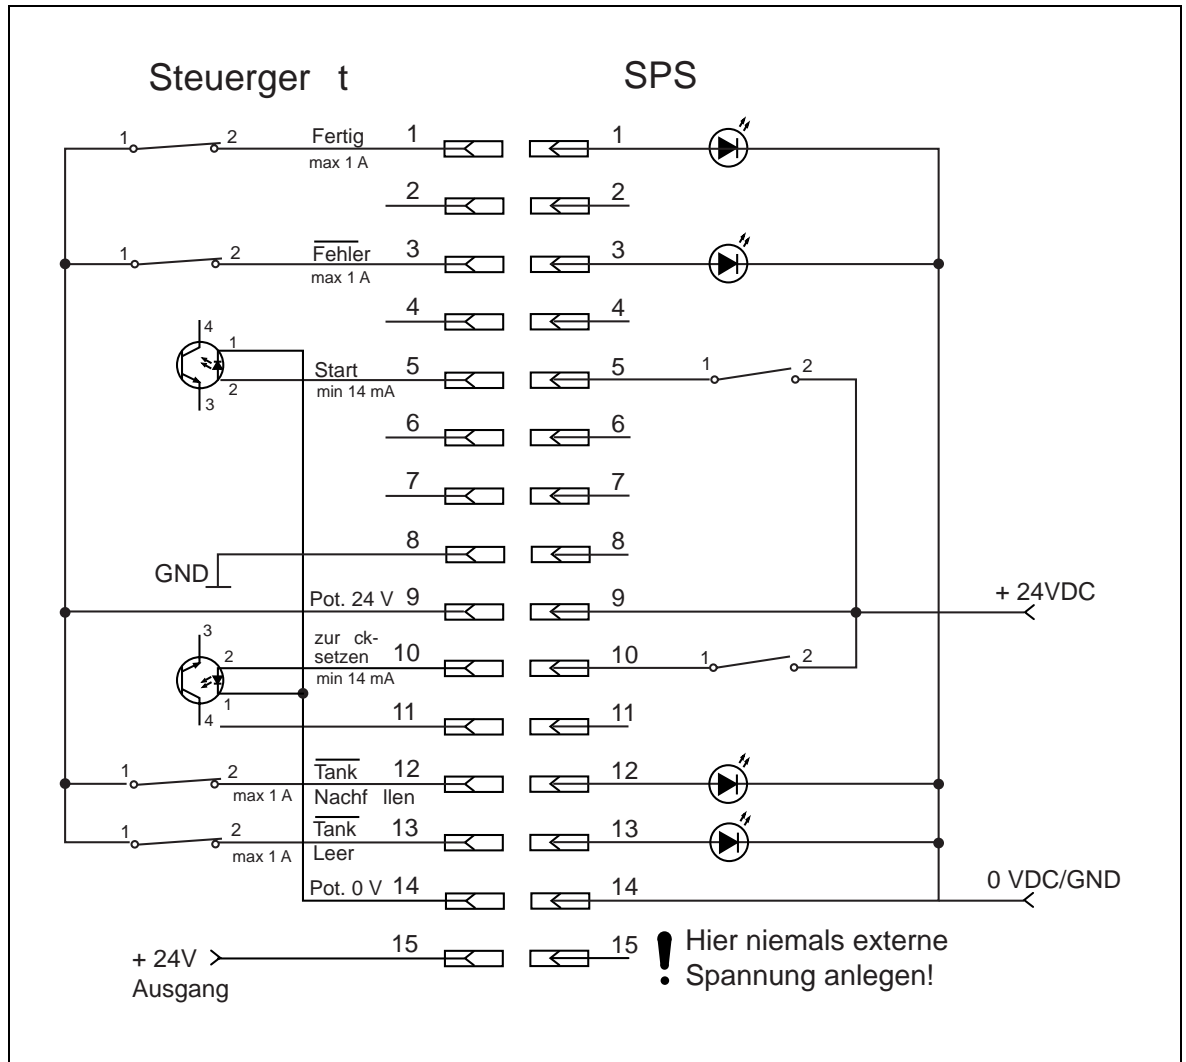 Steuerger t SPS
1 2 Fertig 1 1
max 1 A
2 2
1 2 Fehler 3 3
max 1 A
4 4
4
1
Start 5 5 1 2
2 min 14 mA
3
6 6
7 7
8 8
GND
Pot. 24 V 9 9 + 24VDC
3 zur ck-
2 setzen 10 10 1 2
min 14 mA
1
4 11 11
1 2 Tank 12 12
max 1 A Nachf llen
1 2 Tank 13 13
max 1 A Leer
Pot. 0 V 14 14 0 VDC/GND
15 15 ! Hier niemals externe
+ 24V Spannung anlegen!
Ausgang